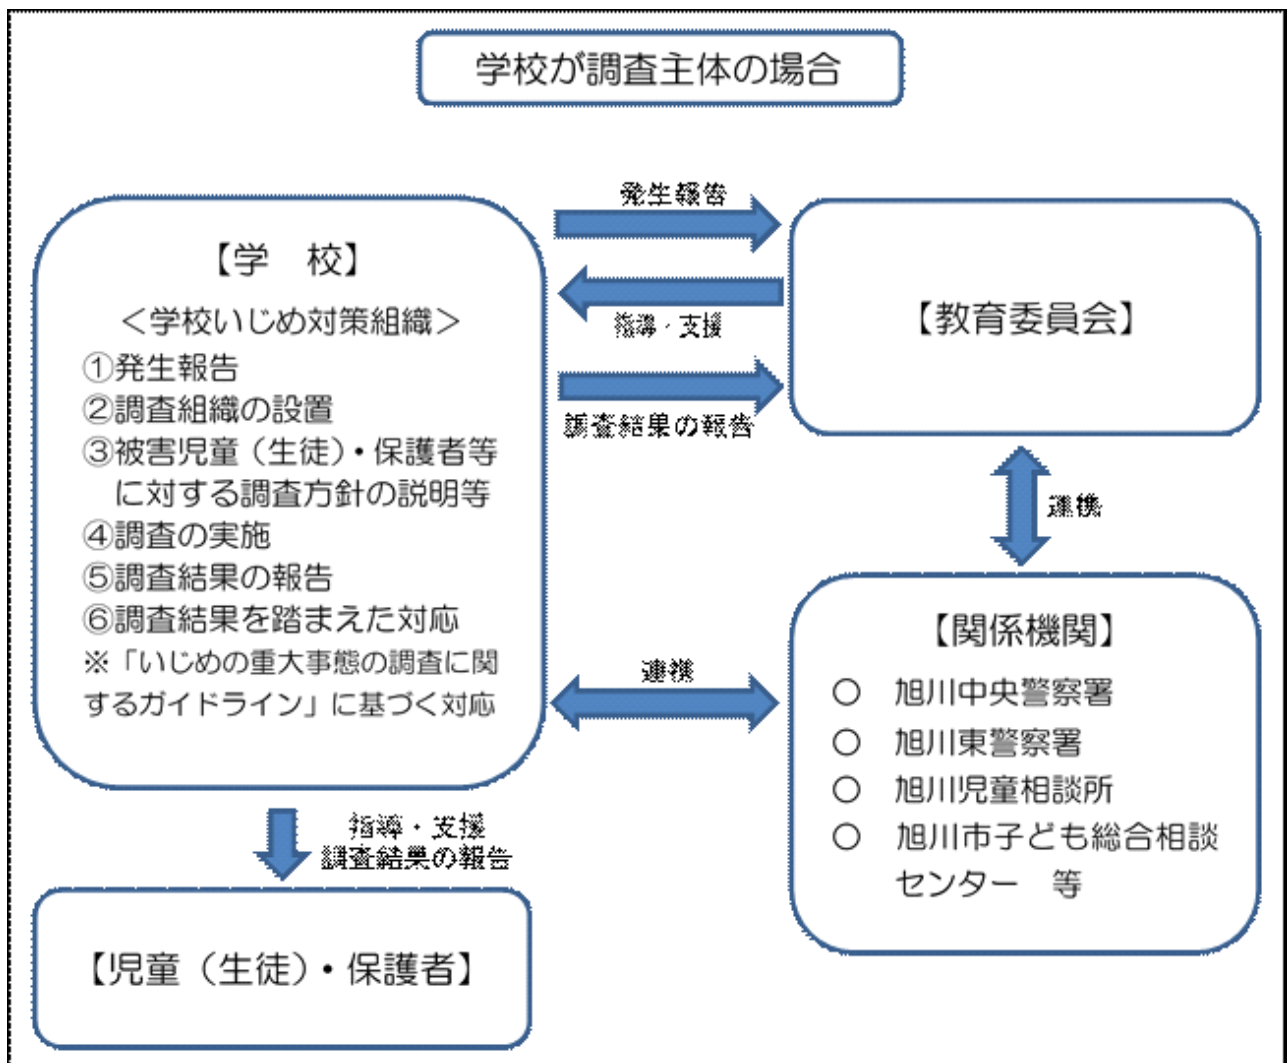 学校が調査主体の場合
【学　校】
＜学校いじめ対策組織＞
①発生報告
②調査組織の設置
③被害児童（生徒）・保護者等
に対する調査方針の説明等
④調査の実施
⑤調査結果の報告
⑥調査結果を踏まえた対応
※「いじめの重大事態の調査に関
するガイドライン」に基づく対応
発生報告
指導・支援
調査結果の報告
【教育委員会】
連携
連携
【関係機関】
○　旭川中央警察署
○　旭川東警察署
○　旭川児童相談所
○　旭川市子ども総合相談
センター　等
指導・支援
調査結果の報告
【児童（生徒）・保護者】